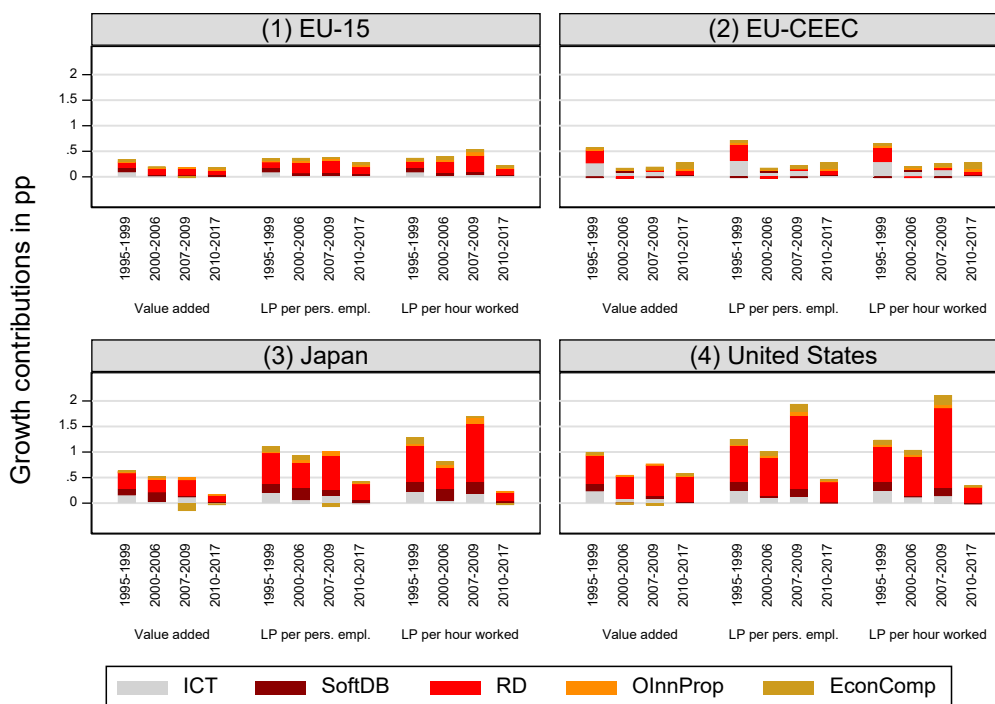 Growth contributions in pp
(1) EU-15
2
1.5
1
.5
0
1995-1999
2000-2006
2007-2009
2010-2017
1995-1999
2000-2006
2007-2009
2010-2017
1995-1999
2000-2006
2007-2009
2010-2017
Value added
LP per pers. empl.
LP per hour worked
(2) EU-CEEC
1995-1999
2000-2006
2007-2009
2010-2017
1995-1999
2000-2006
2007-2009
2010-2017
1995-1999
2000-2006
2007-2009
2010-2017
Value added
LP per pers. empl.
LP per hour worked
(3) Japan
2
1.5
1
.5
0
1995-1999
2000-2006
2007-2009
2010-2017
1995-1999
2000-2006
2007-2009
2010-2017
1995-1999
2000-2006
2007-2009
2010-2017
Value added
LP per pers. empl.
LP per hour worked
(4) United States
1995-1999
2000-2006
2007-2009
2010-2017
1995-1999
2000-2006
2007-2009
2010-2017
1995-1999
2000-2006
2007-2009
2010-2017
Value added
LP per pers. empl.
LP per hour worked
ICT
SoftDB
RD
OInnProp
EconComp